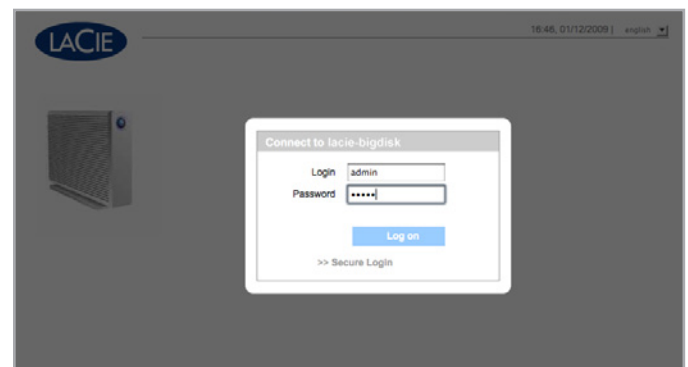 LACIE
16:46, 01/12/2009 | english
Connect to lacie-bigdisk
Login admin
Password •••••
Log on
>> Secure Login